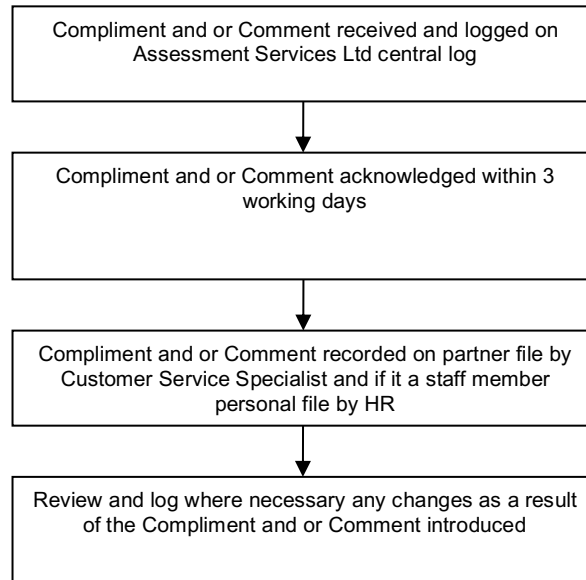 Compliment and or Comment received and logged on
Assessment Services Ltd central log
Compliment and or Comment acknowledged within 3
working days
Compliment and or Comment recorded on partner file by
Customer Service Specialist and if it a staff member
personal file by HR
Review and log where necessary any changes as a result
of the Compliment and or Comment introduced